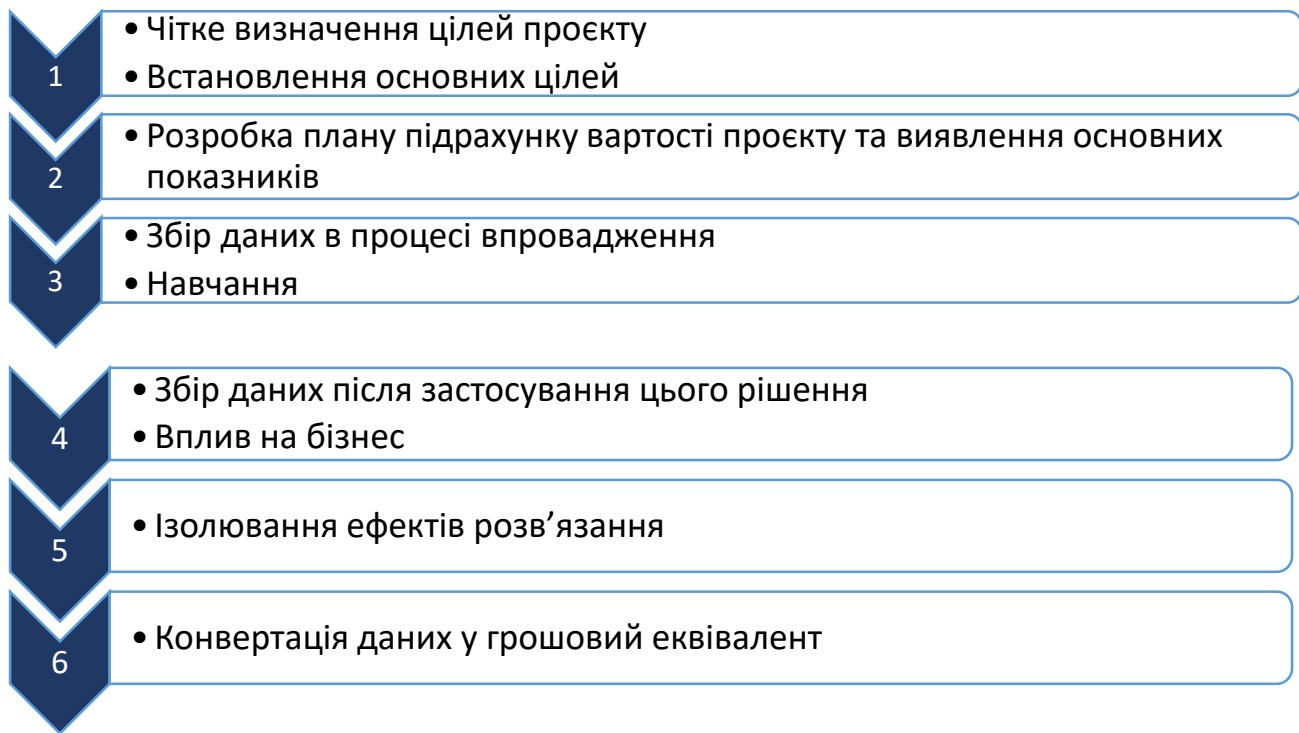 1
• Чітке визначення цілей проєкту
• Встановлення основних цілей
2
• Розробка плану підрахунку вартості проєкту та виявлення основних
показників
3
• Збір даних в процесі впровадження
• Навчання
4
• Збір даних після застосування цього рішення
• Вплив на бізнес
5
• Ізолювання ефектів розв’язання
6
• Конвертація даних у грошовий еквівалент